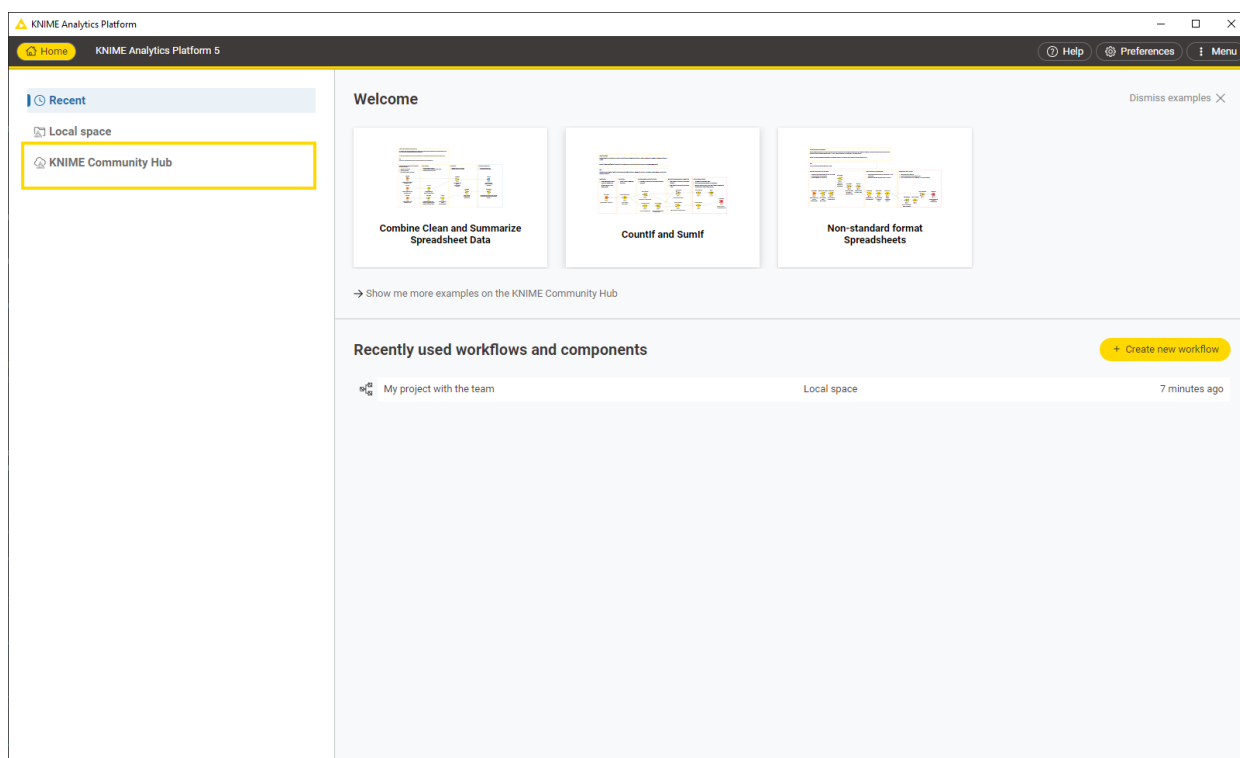 KNIME Analytics Platform
Home
KNIME Analytics Platform 5
Help
Preferences
Menu
Recent
Local space
KNIME Community Hub
Welcome
Dismiss examples
Combine Clean and Summarize
Spreadsheet Data
CountIf and SumIf
Non-standard format
Spreadsheets
→ Show me more examples on the KNIME Community Hub
Recently used workflows and components
+ Create new workflow
My project with the team
Local space
7 minutes ago